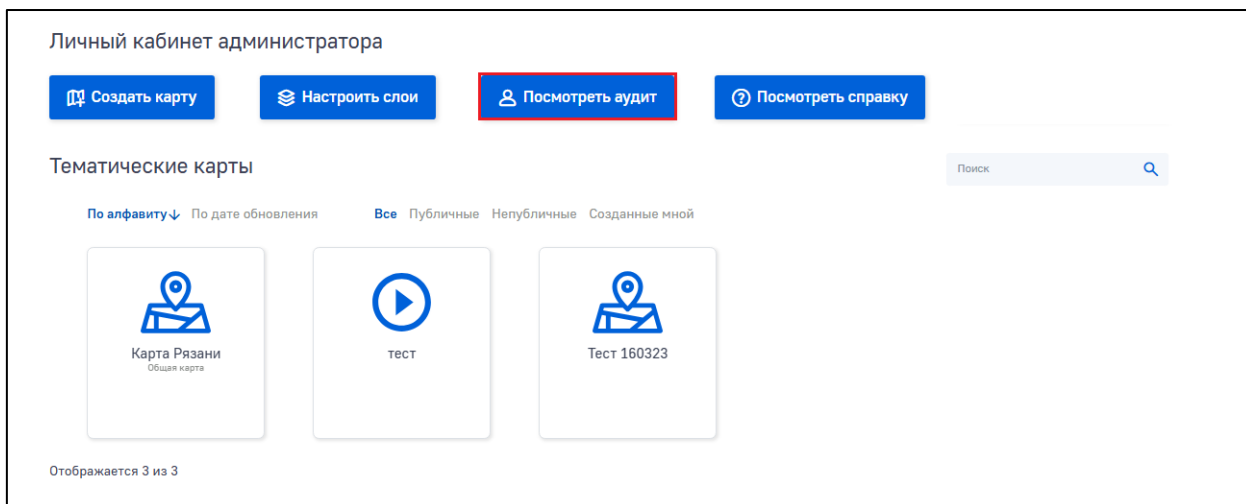 Личный кабинет администратора
Создать карту Настроить слои Посмотреть аудит Посмотреть справку
Тематические карты Поиск
По алфавиту По дате обновления Все Публичные Непубличные Созданные мной
Карта Рязани тест Тест 160323
Общая карта
Отображается 3 из 3